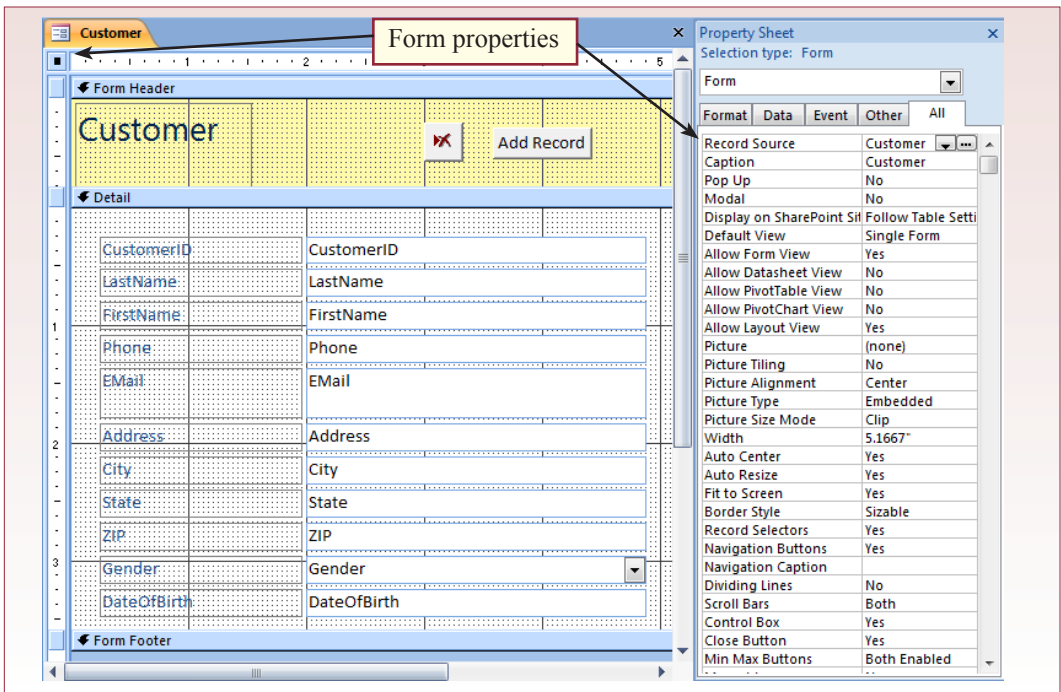 Customer
Form properties
1 2 5
Form Header
Customer
Add Record
Detail
CustomerID CustomerID
LastName LastName
FirstName FirstName
1
Phone Phone
EMail EMail
Address Address
2
City City
State State
ZIP ZIP
3
Gender Gender
DateOfBirth DateOfBirth
Form Footer
Property Sheet
Selection type: Form
Form
Format Data Event Other All
Record Source Customer
Caption Customer
Pop Up No
Modal No
Display on SharePoint Sit Follow Table Setti
Default View Single Form
Allow Form View Yes
Allow Datasheet View No
Allow PivotTable View No
Allow PivotChart View No
Allow Layout View Yes
Picture (none)
Picture Tiling No
Picture Alignment Center
Picture Type Embedded
Picture Size Mode Clip
Width 5.1667"
Auto Center Yes
Auto Resize Yes
Fit to Screen Yes
Border Style Sizable
Record Selectors Yes
Navigation Buttons Yes
Navigation Caption
Dividing Lines No
Scroll Bars Both
Control Box Yes
Close Button Yes
Min Max Buttons Both Enabled